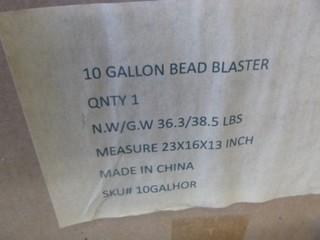 10 GALLON BEAD BLASTER
QNTY 1
N.W/G.W 36.3/38.5 LBS
MEASURE 23X16X13 INCH
MADE IN CHINA
SKU# 10GALHOR